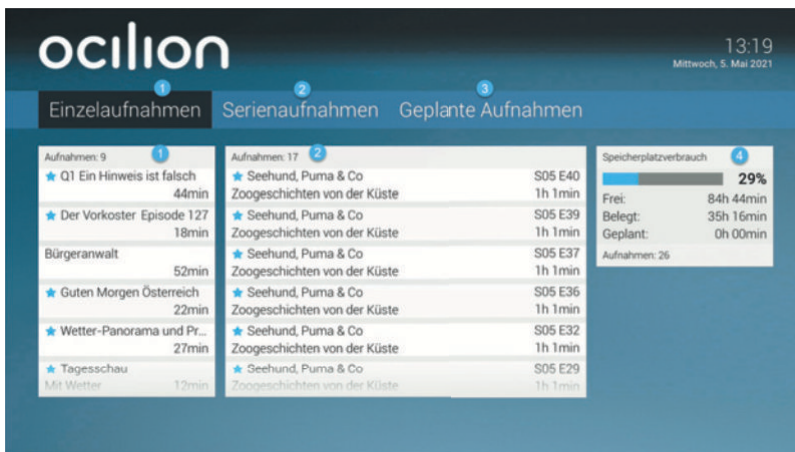 ocilion
13:19
Mittwoch, 5. Mai 2021
1 2 3
Einzelaufnahmen Serienaufnahmen Geplante Aufnahmen
Aufnahmen: 9 1
★ Q1 Ein Hinweis ist falsch
44min
★ Der Vorkoster Episode 127
18min
Bürgeranwalt
52min
★ Guten Morgen Österreich
22min
★ Wetter-Panorama und Pr...
27min
★ Tagesschau
Mit Wetter 12min
Aufnahmen: 17 2
★ Seehund, Puma & Co S05 E40
Zoogeschichten von der Küste 1h 1min
★ Seehund, Puma & Co S05 E39
Zoogeschichten von der Küste 1h 1min
★ Seehund, Puma & Co S05 E37
Zoogeschichten von der Küste 1h 1min
★ Seehund, Puma & Co S05 E36
Zoogeschichten von der Küste 1h 1min
★ Seehund, Puma & Co S05 E32
Zoogeschichten von der Küste 1h 1min
★ Seehund, Puma & Co S05 E29
Zoogeschichten von der Küste 1h 1min
Speicherplatzverbrauch 4
29%
Frei: 84h 44min
Belegt: 35h 16min
Geplant: 0h 00min
Aufnahmen: 26